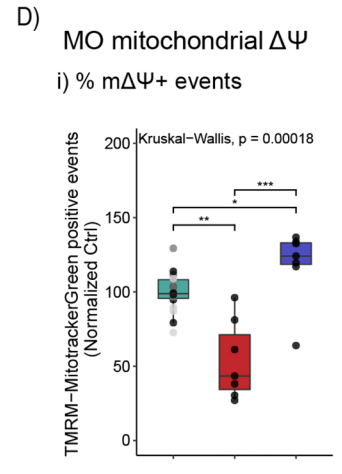 D)
MO mitochondrial ΔΨ
i) % mΔΨ+ events
TMRM−MitotrackerGreen positive events
(Normalized Ctrl)
200
150
100
50
0
Kruskal−Wallis, p = 0.00018
***
*
**